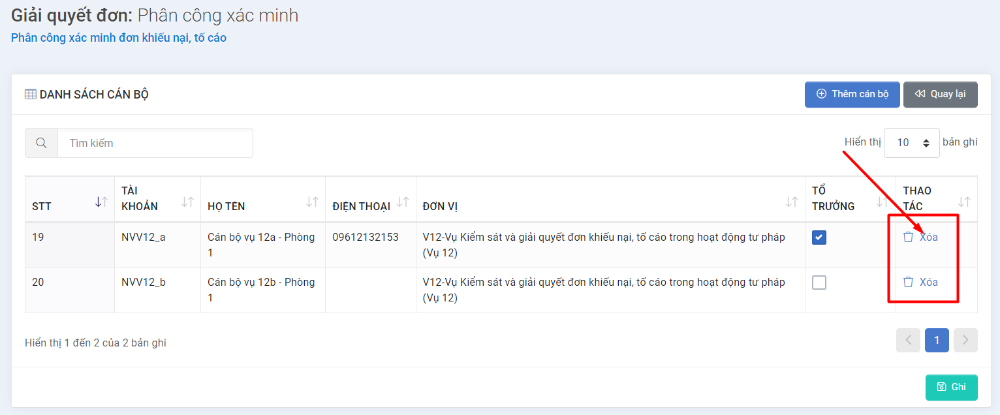 Giải quyết đơn: Phân công xác minh
Phân công xác minh đơn khiếu nại, tố cáo
DANH SÁCH CÁN BỘ
Thêm cán bộ
Quay lại
Tìm kiếm
Hiển thị 10 bản ghi
STT
TÀI
KHOẢN
HỌ TÊN
ĐIỆN THOẠI
ĐƠN VỊ
TỔ
TRƯỞNG
THAO
TÁC
19
NVV12_a
Cán bộ vụ 12a - Phòng
1
09612132153
V12-Vụ Kiểm sát và giải quyết đơn khiếu nại, tố cáo trong hoạt động tư pháp
(Vụ 12)
Xóa
20
NVV12_b
Cán bộ vụ 12b - Phòng
1
V12-Vụ Kiểm sát và giải quyết đơn khiếu nại, tố cáo trong hoạt động tư pháp
(Vụ 12)
Xóa
Hiển thị 1 đến 2 của 2 bản ghi
1
Ghi